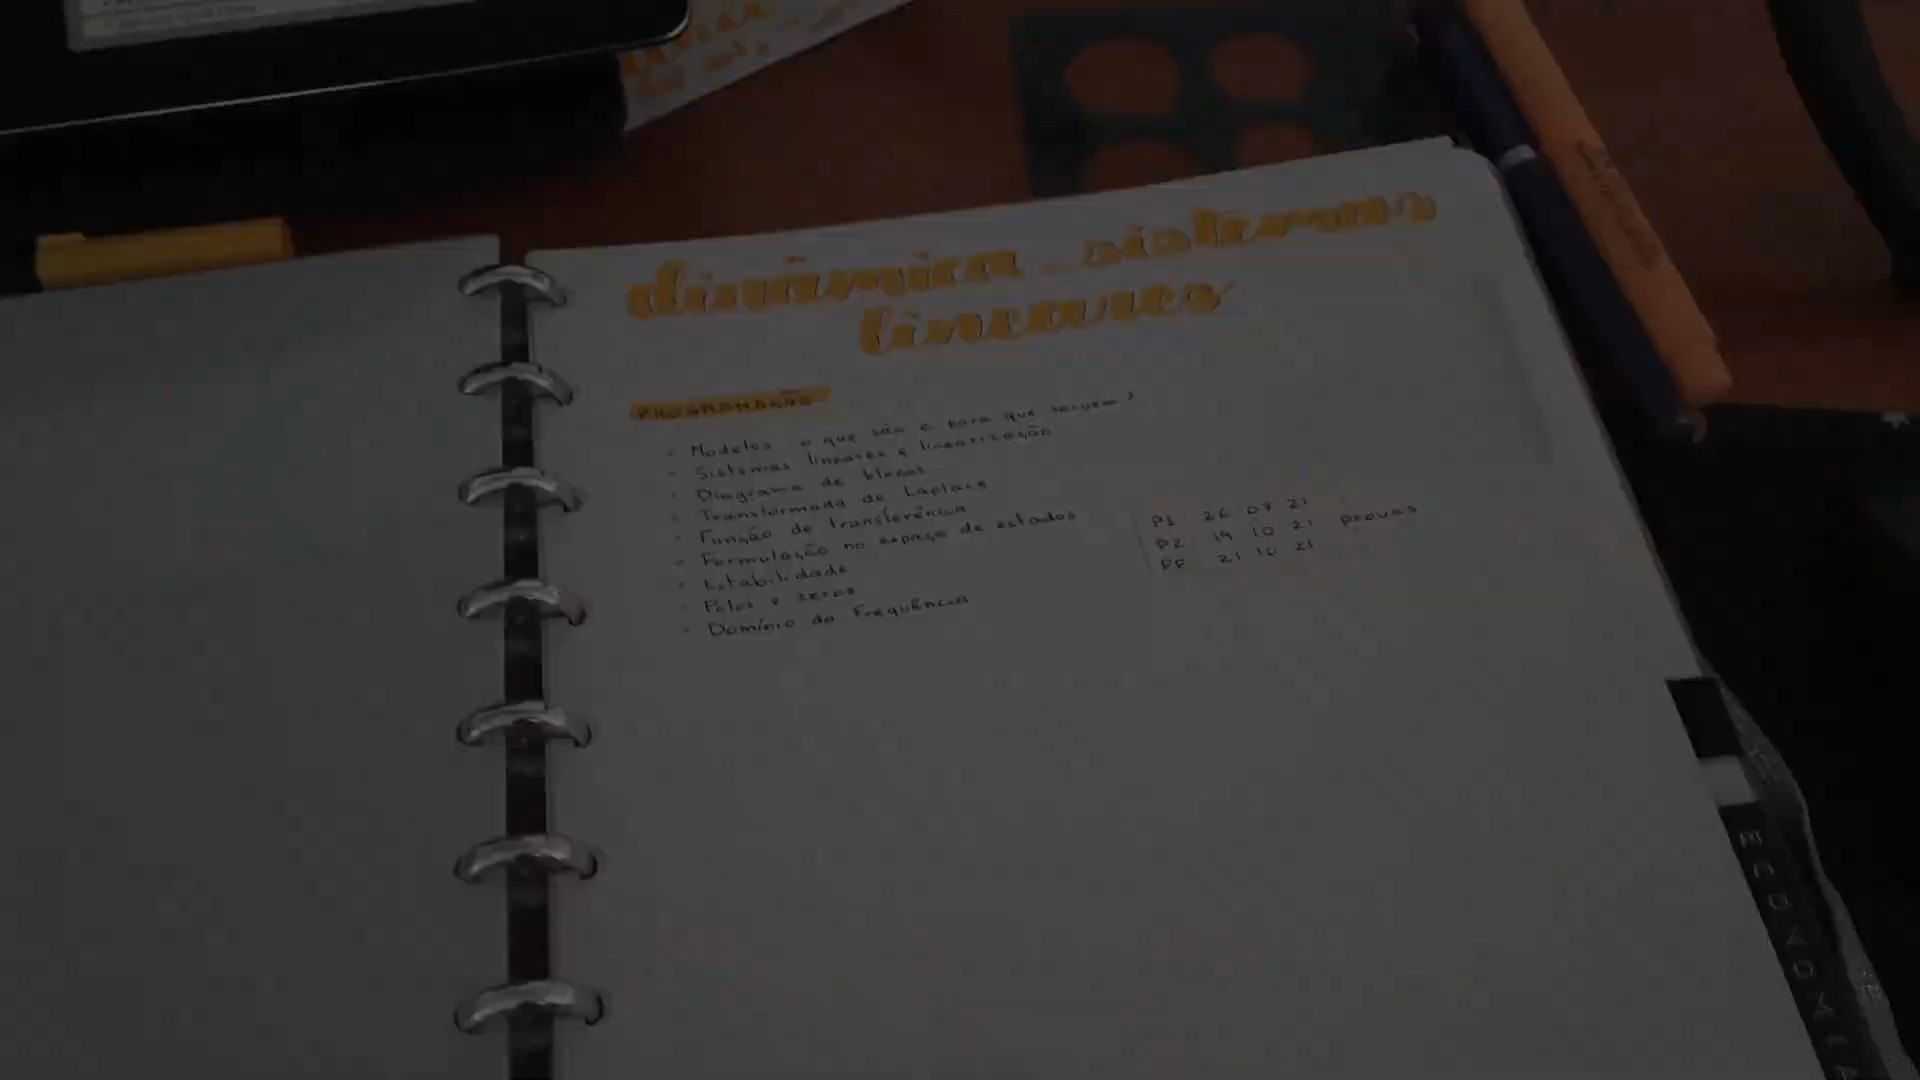 dinâmica sistemas
lineares
PROGRAMAÇÃO
- Modelos: o que são e para que servem?
- Sistemas lineares e linearização
- Diagrama de blocos
- Transformada de Laplace
- Função de transferência
- Formulação no espaço de estados
- Estabilidade
- Polos e zeros
- Domínio da Frequência
P1 26 07 21
P2 19 10 21 provas
PF 21 10 21